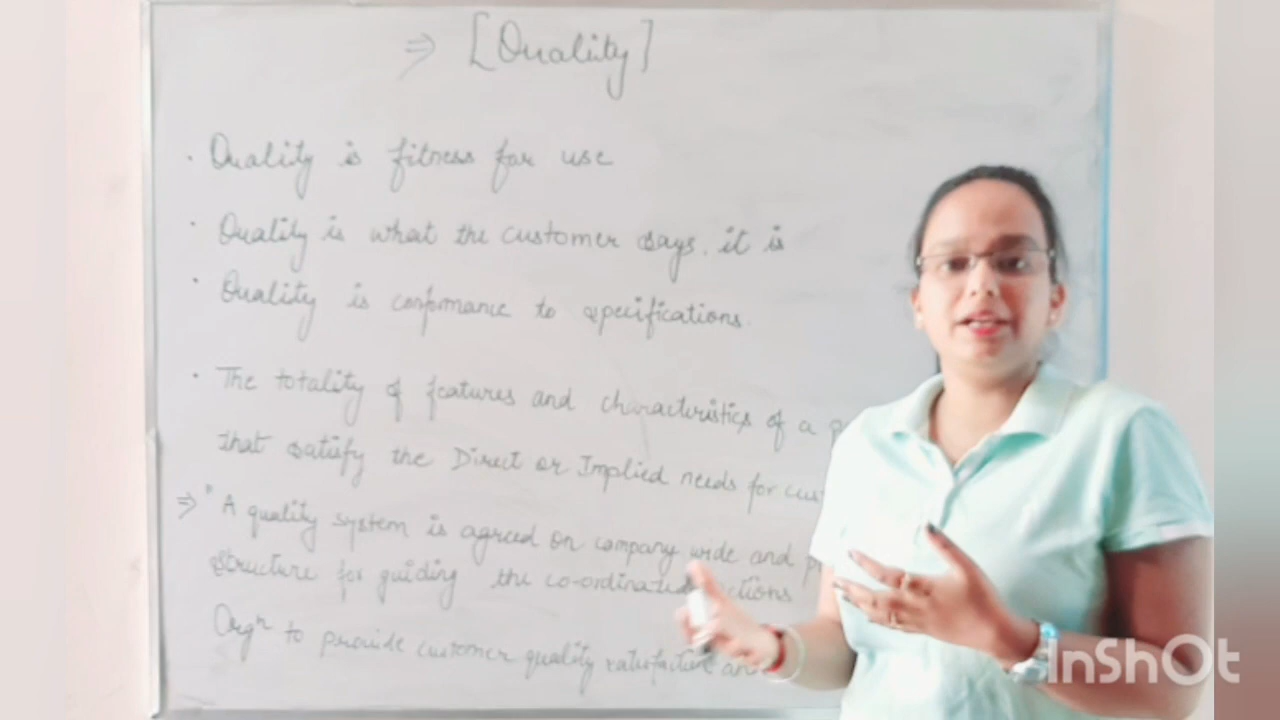 ⇒ [Quality]
. Quality is fitness for use
. Quality is what the customer says. it is
. Quality is conformance to specifications.
. The totality of features and characteristics of a
that satisfy the Direct or Implied needs for
⇒ " A quality system is agreed on company wide and
structure for guiding the co-ordinated
Orgⁿ to provide customer quality
InShOt